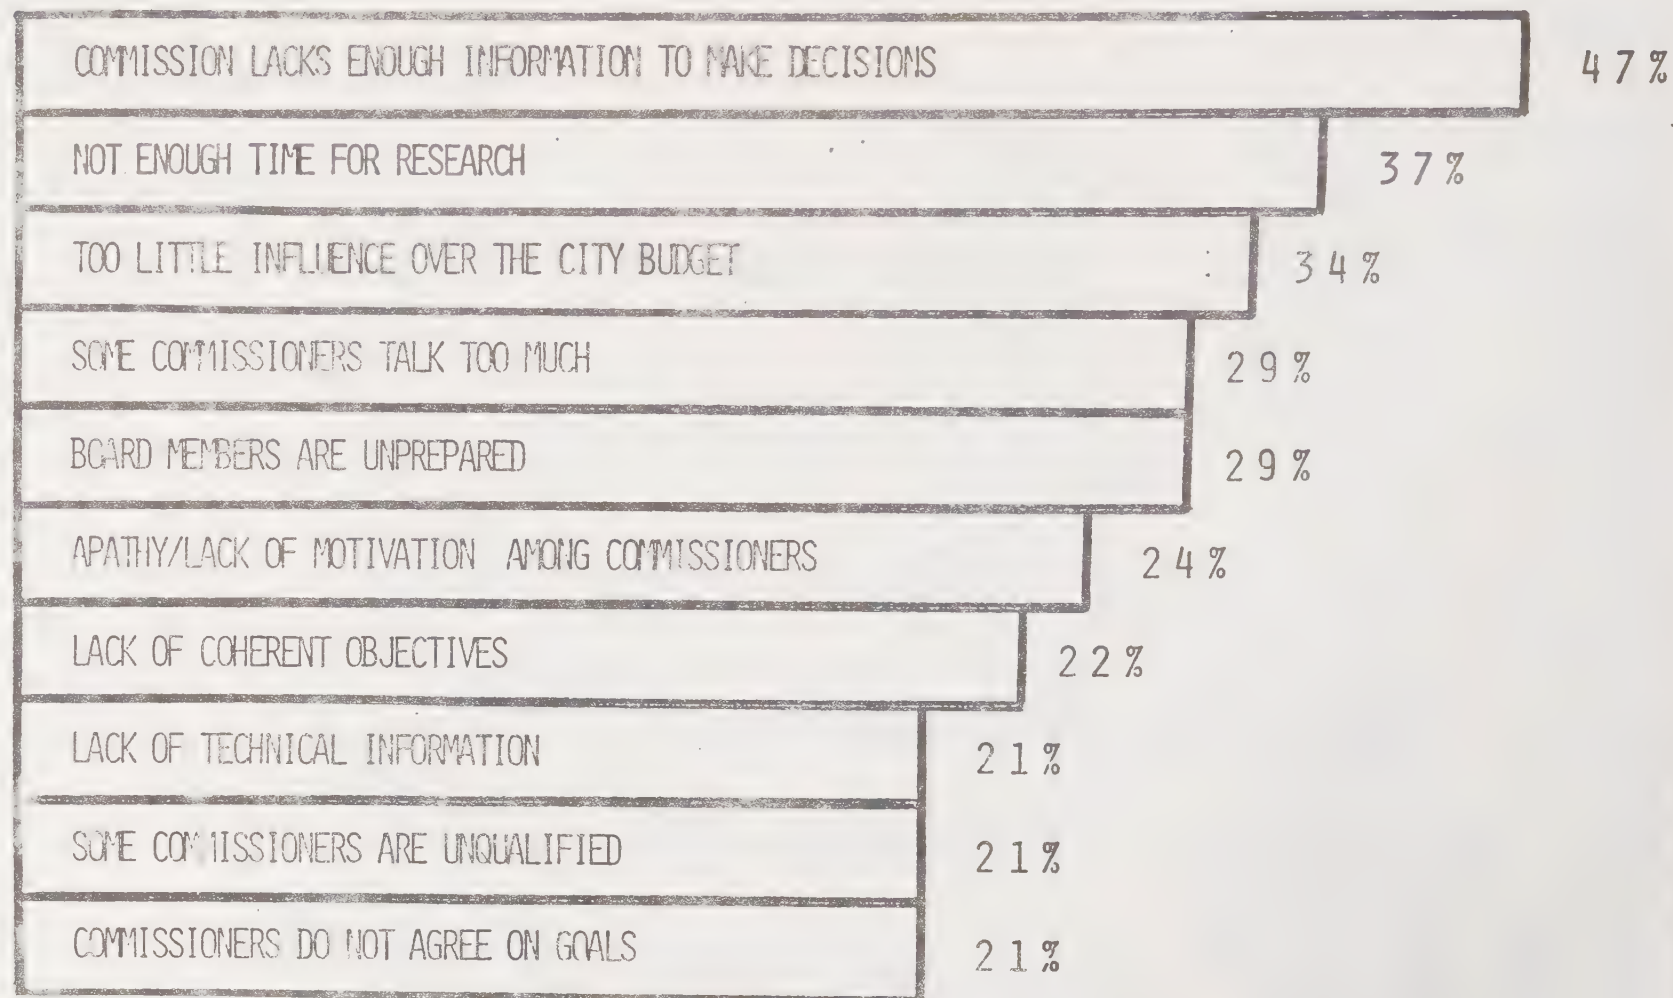 COMMISSION LACKS ENOUGH INFORMATION TO MAKE DECISIONS 47%
NOT ENOUGH TIME FOR RESEARCH 37%
TOO LITTLE INFLUENCE OVER THE CITY BUDGET 34%
SOME COMMISSIONERS TALK TOO MUCH 29%
BOARD MEMBERS ARE UNPREPARED 29%
APATHY/LACK OF MOTIVATION AMONG COMMISSIONERS 24%
LACK OF COHERENT OBJECTIVES 22%
LACK OF TECHNICAL INFORMATION 21%
SOME COMMISSIONERS ARE UNQUALIFIED 21%
COMMISSIONERS DO NOT AGREE ON GOALS 21%